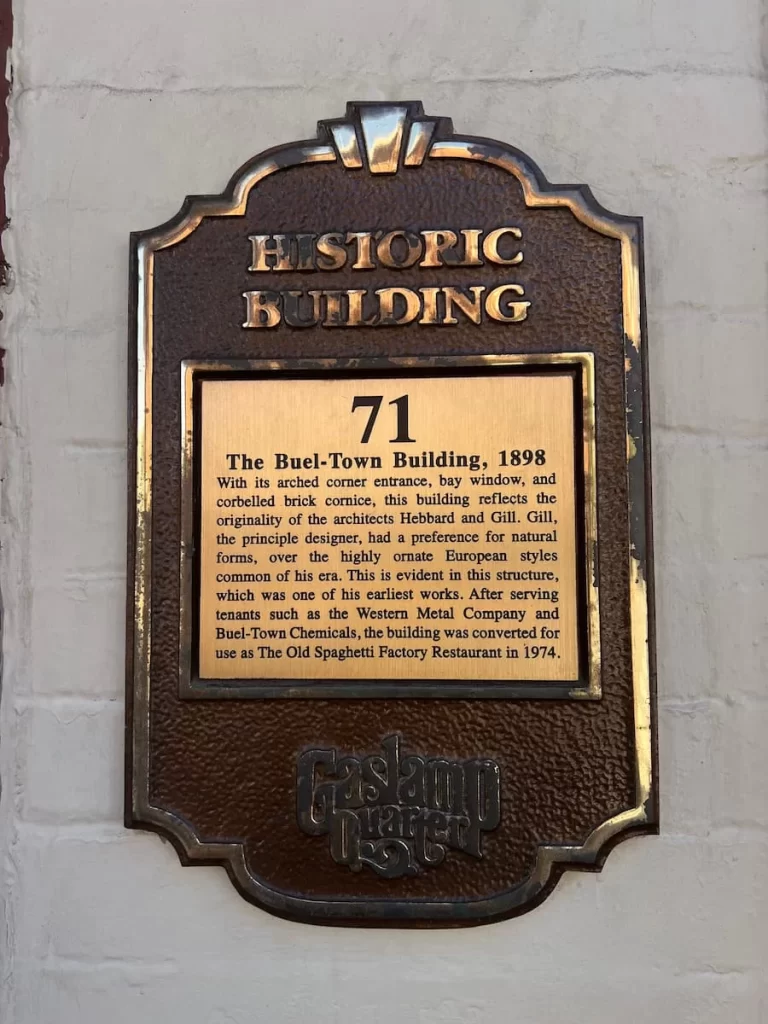 HISTORIC
BUILDING
71
The Buel-Town Building, 1898
With its arched corner entrance, bay window, and
corbelled brick cornice, this building reflects the
originality of the architects Hebbard and Gill. Gill,
the principle designer, had a preference for natural
forms, over the highly ornate European styles
common of his era. This is evident in this structure,
which was one of his earliest works. After serving
tenants such as the Western Metal Company and
Buel-Town Chemicals, the building was converted for
use as The Old Spaghetti Factory Restaurant in 1974.
Gaslamp
Quarter